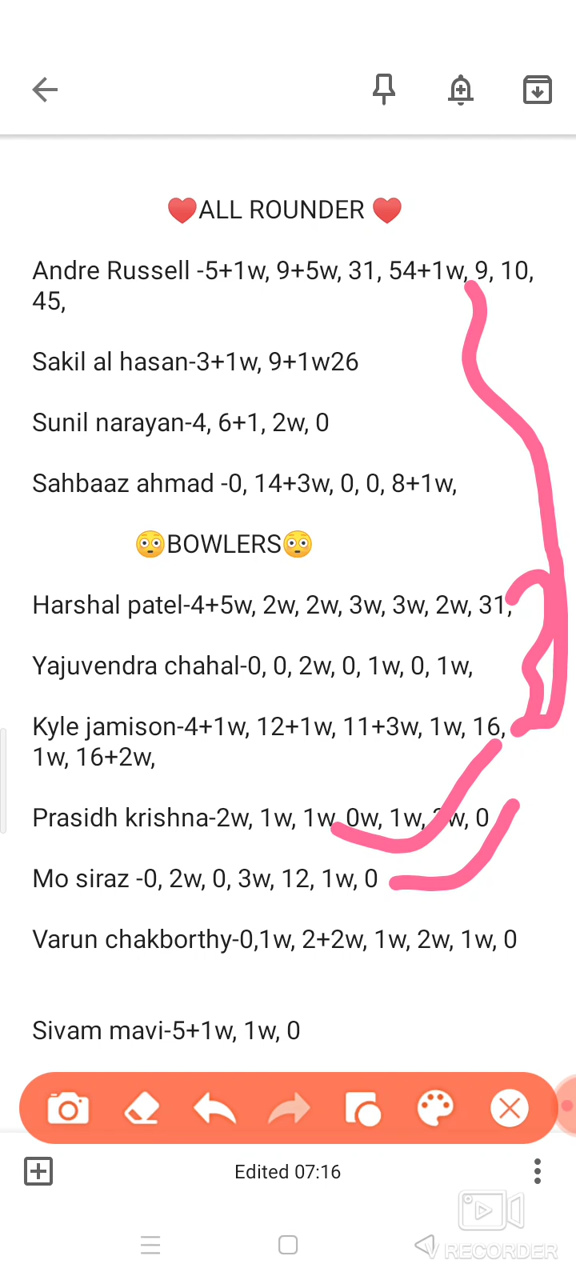 ❤️ALL ROUNDER ❤️
Andre Russell -5+1w, 9+5w, 31, 54+1w, 9, 10,
45,
Sakil al hasan-3+1w, 9+1w26
Sunil narayan-4, 6+1, 2w, 0
Sahbaaz ahmad -0, 14+3w, 0, 0, 8+1w,
😳BOWLERS😳
Harshal patel-4+5w, 2w, 2w, 3w, 3w, 2w, 31,
Yajuvendra chahal-0, 0, 2w, 0, 1w, 0, 1w,
Kyle jamison-4+1w, 12+1w, 11+3w, 1w, 16,
1w, 16+2w,
Prasidh krishna-2w, 1w, 1w, 0w, 1w, w, 0
Mo siraz -0, 2w, 0, 3w, 12, 1w, 0
Varun chakborthy-0,1w, 2+2w, 1w, 2w, 1w, 0
Sivam mavi-5+1w, 1w, 0
Edited 07:16
V RECORDER